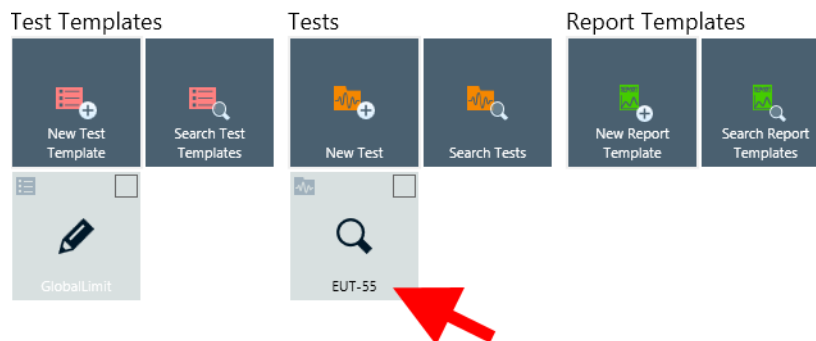 Test Templates
Tests
Report Templates
New Test
Template
Search Test
Templates
New Test
Search Tests
New Report
Template
Search Report
Templates
GlobalLimit
EUT-55